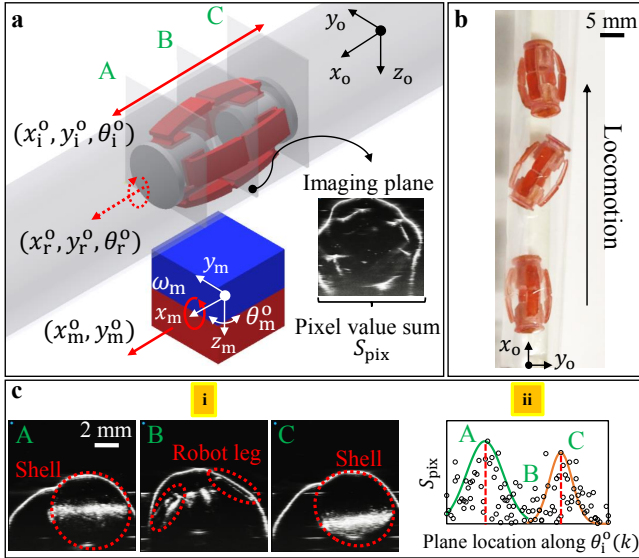 a
A
B
C
y_o
x_o
z_o
(x_i^o, y_i^o, θ_i^o)
(x_r^o, y_r^o, θ_r^o)
(x_m^o, y_m^o)
y_m
ω_m
x_m
z_m
θ_m^o
Imaging plane
Pixel value sum
S_pix
b
5 mm
Locomotion
x_o
y_o
c
i
A
2 mm
Shell
B
Robot leg
C
Shell
ii
A
B
C
S_pix
Plane location along θ_i^o(k)